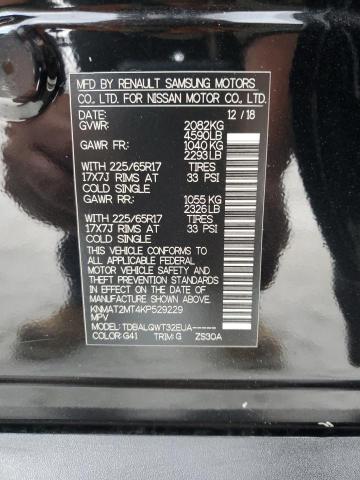 MFD BY RENAULT SAMSUNG MOTORS
CO., LTD. FOR NISSAN MOTOR CO., LTD.
DATE: 12 / 18
GVWR: 2082KG
4590LB
GAWR FR: 1040 KG
2293LB
WITH 225/65R17 TIRES
17X7J RIMS AT 33 PSI
COLD SINGLE
GAWR RR: 1055 KG
2326LB
WITH 225/65R17 TIRES
17X7J RIMS AT 33 PSI
COLD SINGLE
THIS VEHICLE CONFORMS TO ALL
APPLICABLE FEDERAL
MOTOR VEHICLE SAFETY STANDARDS
IN EFFECT ON THE DATE OF
MANUFACTURE SHOWN ABOVE.
KNMAT2MT4KP529229
MPV
MODEL: TDBALQWT32EUA-----
COLOR: G41 TRIM: G ZS30A